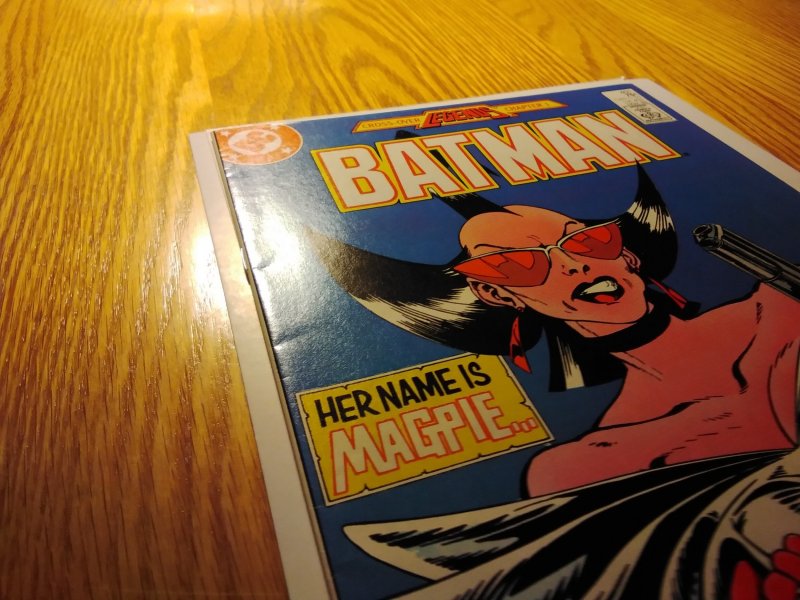 CROSS-OVER LEGENDS CHAPTER 1
BATMAN
HER NAME IS
MAGPIE...